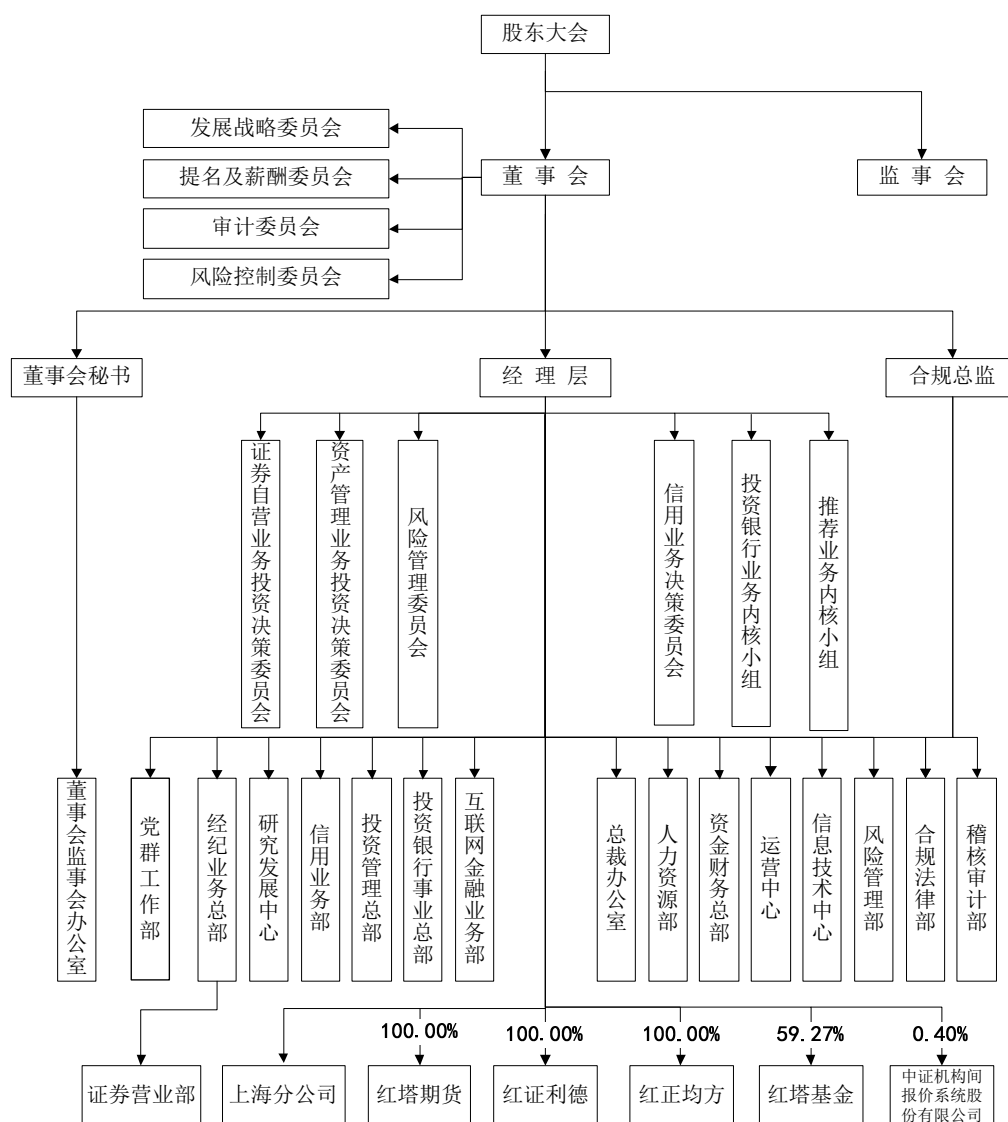 股东大会
发展战略委员会
提名及薪酬委员会
审计委员会
风险控制委员会
董 事 会
监 事 会
董事会秘书
经 理 层
合规总监
证券自营业务投资决策委员会
资产管理业务投资决策委员会
风险管理委员会
信用业务决策委员会
投资银行业务内核小组
推荐业务内核小组
董事会监事会办公室
党群工作部
经纪业务总部
研究发展中心
信用业务部
投资管理总部
投资银行事业总部
互联网金融业务部
总裁办公室
人力资源部
资金财务总部
运营中心
信息技术中心
风险管理部
合规法律部
稽核审计部
100.00%
100.00%
100.00%
59.27%
0.40%
证券营业部
上海分公司
红塔期货
红证利德
红正均方
红塔基金
中证机构间
报价系统股
份有限公司